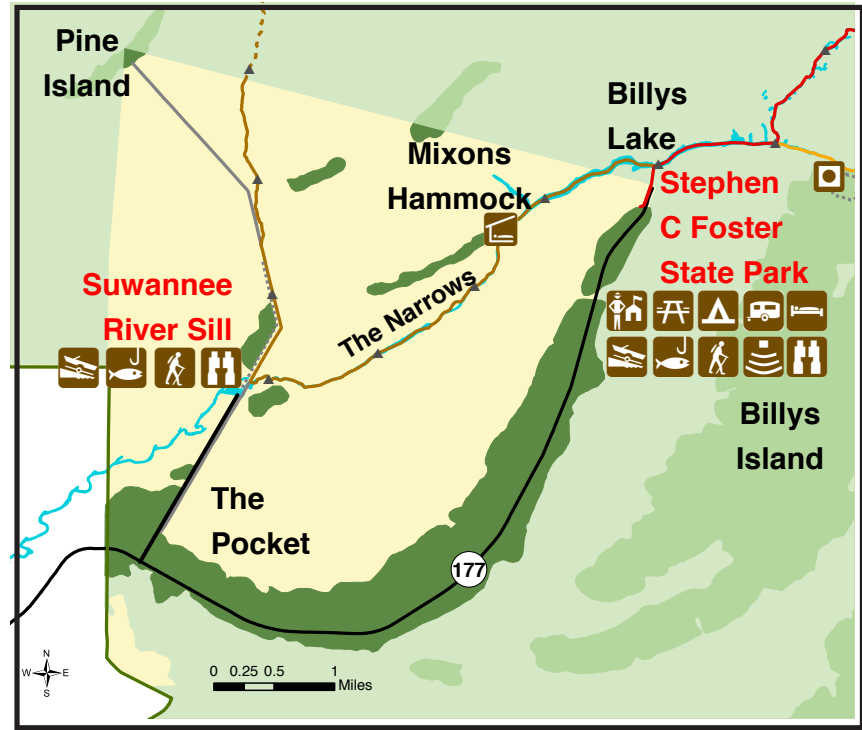 Pine
Island
Billys
Lake
Mixons
Hammock
Stephen
C Foster
State Park
Suwannee
River Sill
The Narrows
Billys
Island
The
Pocket
177
N
W E
S
0 0.25 0.5 1
Miles